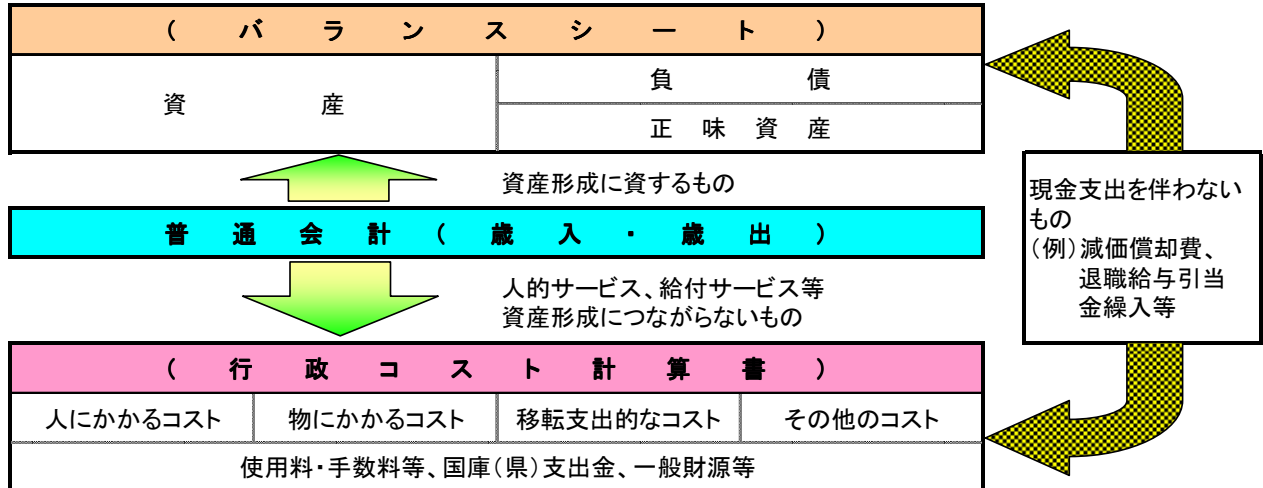 (バランスシート)
資産
負債
正味資産
資産形成に資するもの
普通会計(歳入・歳出)
人的サービス、給付サービス等
資産形成につながらないもの
(行政コスト計算書)
人にかかるコスト
物にかかるコスト
移転支出的なコスト
その他のコスト
使用料・手数料等、国庫(県)支出金、一般財源等
現金支出を伴わない
もの
(例)減価償却費、
退職給与引当
金繰入等